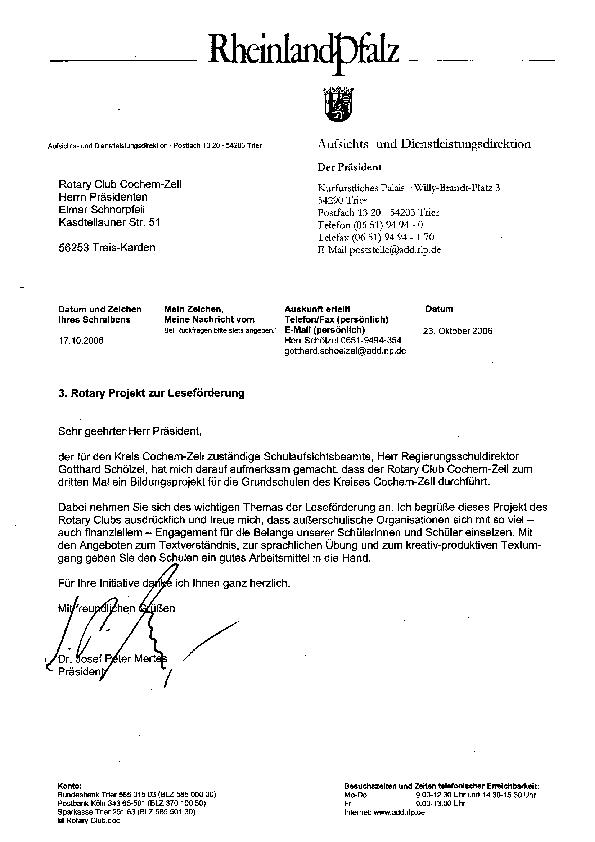 RheinlandPfalz
Aufsichts- und Dienstleistungsdirektion · Postfach 13 20 · 54203 Trier
Aufsichts- und Dienstleistungsdirektion
Der Präsident
Kurfürstliches Palais · Willy-Brandt-Platz 3
54290 Trier
Postfach 13 20 · 54203 Trier
Telefon (06 51) 94 94 - 0
Telefax (06 51) 94 94 - 1 70
E-Mail poststelle@add.rlp.de
Rotary Club Cochem-Zell
Herrn Präsidenten
Elmar Schnorpfeil
Kastellauner Str. 51
56253 Treis-Karden
Datum und Zeichen
Ihres Schreibens
17.10.2006
Mein Zeichen,
Meine Nachricht vom
Bei Rückfragen bitte stets angeben!
Auskunft erteilt
Telefon/Fax (persönlich)
E-Mail (persönlich)
Herr Schölzel 0651-9494-354
gotthard.schoelzel@add.rlp.de
Datum
23. Oktober 2006
3. Rotary Projekt zur Leseförderung
Sehr geehrter Herr Präsident,
der für den Kreis Cochem-Zell zuständige Schulaufsichtsbeamte, Herr Regierungsschuldirektor
Gotthard Schölzel, hat mich darauf aufmerksam gemacht, dass der Rotary Club Cochem-Zell zum
dritten Mal ein Bildungsprojekt für die Grundschulen des Kreises Cochem-Zell durchführt.
Dabei nehmen Sie sich des wichtigen Themas der Leseförderung an. Ich begrüße dieses Projekt des
Rotary Clubs ausdrücklich und freue mich, dass außerschulische Organisationen sich mit so viel –
auch finanziellem – Engagement für die Belange unserer Schülerinnen und Schüler einsetzen. Mit
den Angeboten zum Textverständnis, zur sprachlichen Übung und zum kreativ-produktiven Textum-
gang geben Sie den Schulen ein gutes Arbeitsmittel in die Hand.
Für Ihre Initiative danke ich Ihnen ganz herzlich.
Mit freundlichen Grüßen
Dr. Josef Peter Mertes
Präsident
Konto:
Bundesbank Trier 585 015 03 (BLZ 585 000 00)
Postbank Köln 343 65-501 (BLZ 370 100 50)
Sparkasse Trier 251 63 (BLZ 585 501 30)
Rotary Club.doc
Besuchszeiten und Zeiten telefonischer Erreichbarkeit:
Mo-Do 9.00-12.30 Uhr und 14.00-15.30 Uhr
Fr 9.00-13.00 Uhr
Internet: www.add.rlp.de